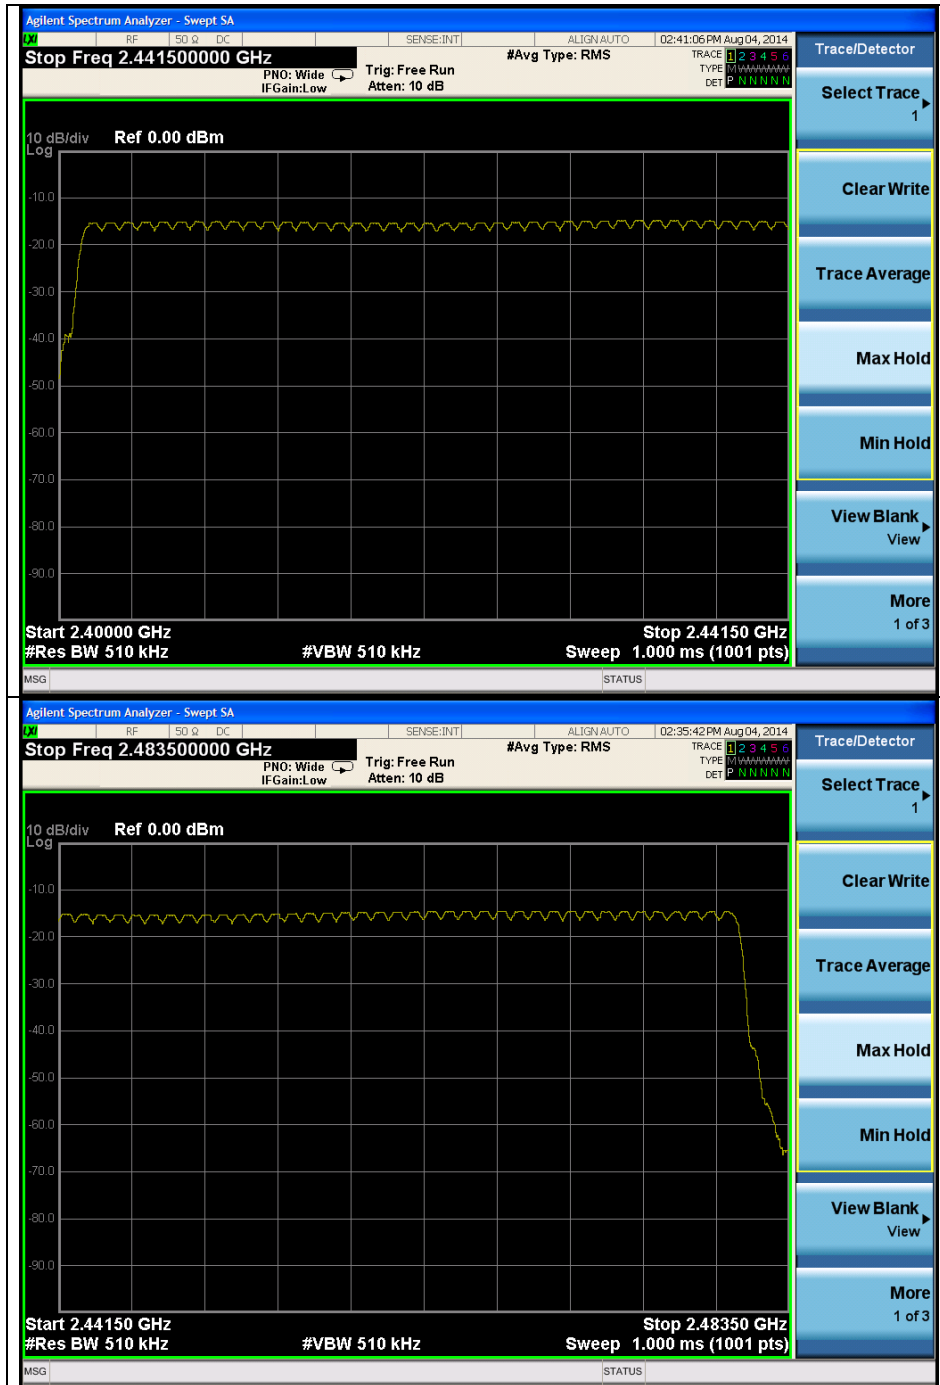 Agilent Spectrum Analyzer - Swept SA
LXI RF 50 Ω DC SENSE:INT ALIGN AUTO 02:41:06 PM Aug 04, 2014
Stop Freq 2.441500000 GHz #Avg Type: RMS TRACE 1 2 3 4 5 6
PNO: Wide Trig: Free Run TYPE M W W W W W
IFGain:Low Atten: 10 dB DET P N N N N N
10 dB/div Ref 0.00 dBm
Log
-10.0
-20.0
-30.0
-40.0
-50.0
-60.0
-70.0
-80.0
-90.0
Start 2.40000 GHz Stop 2.44150 GHz
#Res BW 510 kHz #VBW 510 kHz Sweep 1.000 ms (1001 pts)
MSG STATUS
Trace/Detector
Select Trace
1
Clear Write
Trace Average
Max Hold
Min Hold
View Blank
View
More
1 of 3
Agilent Spectrum Analyzer - Swept SA
LXI RF 50 Ω DC SENSE:INT ALIGN AUTO 02:35:42 PM Aug 04, 2014
Stop Freq 2.483500000 GHz #Avg Type: RMS TRACE 1 2 3 4 5 6
PNO: Wide Trig: Free Run TYPE M W W W W W
IFGain:Low Atten: 10 dB DET P N N N N N
10 dB/div Ref 0.00 dBm
Log
-10.0
-20.0
-30.0
-40.0
-50.0
-60.0
-70.0
-80.0
-90.0
Start 2.44150 GHz Stop 2.48350 GHz
#Res BW 510 kHz #VBW 510 kHz Sweep 1.000 ms (1001 pts)
MSG STATUS
Trace/Detector
Select Trace
1
Clear Write
Trace Average
Max Hold
Min Hold
View Blank
View
More
1 of 3